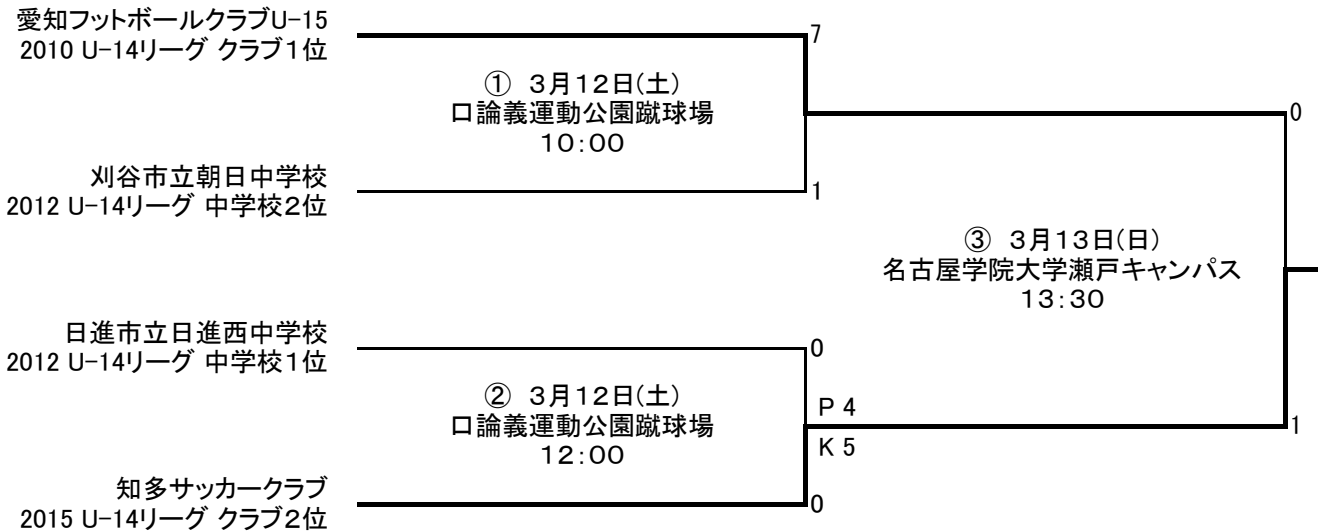 愛知フットボールクラブU-15
2010 U-14リーグ クラブ1位
7
① 3月12日(土)
口論義運動公園蹴球場
10:00
0
刈谷市立朝日中学校
2012 U-14リーグ 中学校2位
1
③ 3月13日(日)
名古屋学院大学瀬戸キャンパス
13:30
日進市立日進西中学校
2012 U-14リーグ 中学校1位
0
② 3月12日(土)
口論義運動公園蹴球場
12:00
P 4
K 5
1
知多サッカークラブ
2015 U-14リーグ クラブ2位
0